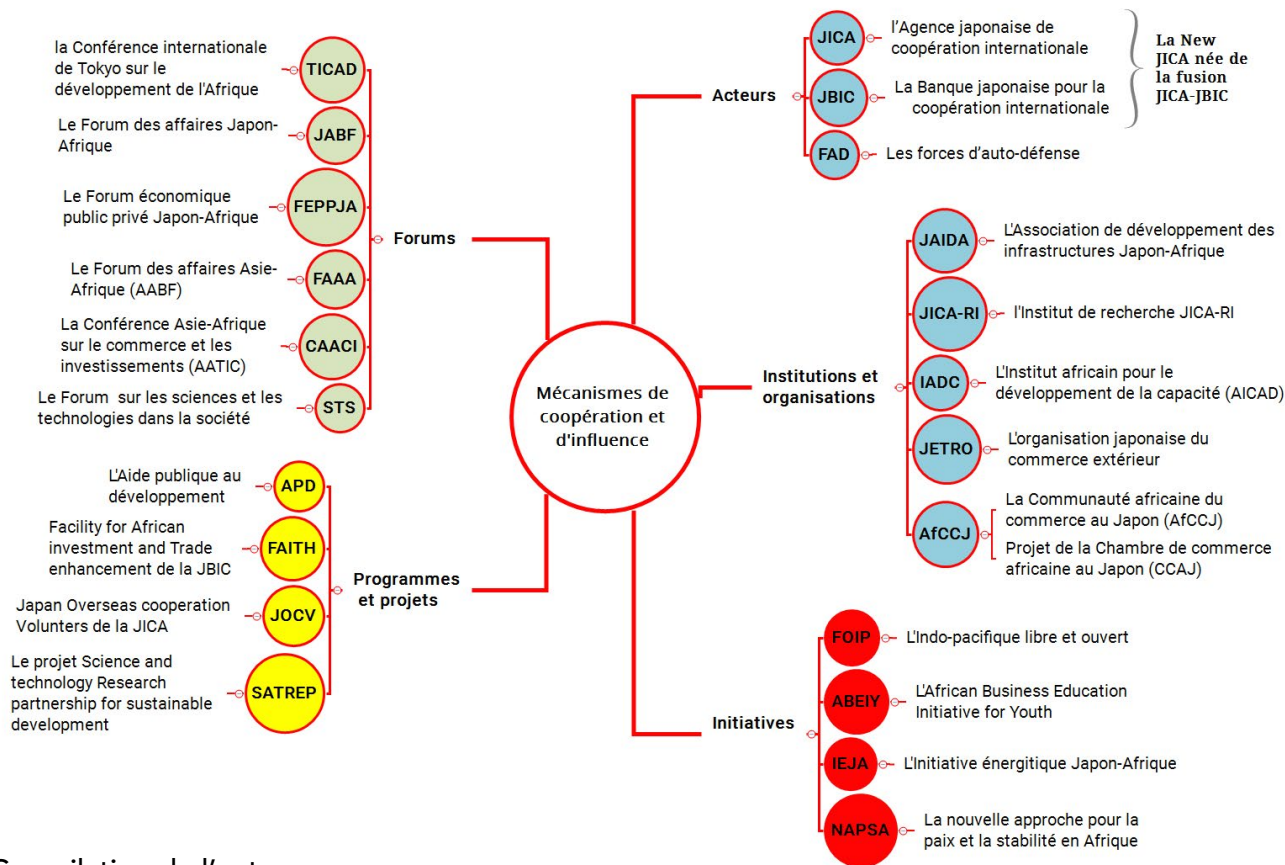 la Conférence internationale
de Tokyo sur le
développement de l'Afrique
TICAD
Le Forum des affaires Japon-
Afrique
JABF
Le Forum économique
public privé Japon-Afrique
FEPPJA
Forums
Le Forum des affaires Asie-
Afrique (AABF)
FAAA
La Conférence Asie-Afrique
sur le commerce et les
investissements (AATIC)
CAACI
Le Forum sur les sciences et les
technologies dans la société
STS
L'Aide publique au
développement
APD
Facility for African
investment and Trade
enhancement de la JBIC
FAITH
Programmes
et projets
Japan Overseas cooperation
Volunters de la JICA
JOCV
Le projet Science and
technology Research
partnership for sustainable
development
SATREP
Mécanismes de
coopération et
d'influence
Acteurs
JICA
l'Agence japonaise de
coopération internationale
JBIC
La Banque japonaise pour la
coopération internationale
La New
JICA née de
la fusion
JICA-JBIC
FAD
Les forces d'auto-défense
Institutions et
organisations
JAIDA
L'Association de développement des
infrastructures Japon-Afrique
JICA-RI
l'Institut de recherche JICA-RI
IADC
L'Institut africain pour le
développement de la capacité (AICAD)
JETRO
L'organisation japonaise du
commerce extérieur
AfCCJ
La Communauté africaine du
commerce au Japon (AfCCJ)
Projet de la Chambre de commerce
africaine au Japon (CCAJ)
Initiatives
FOIP
L'Indo-pacifique libre et ouvert
ABEIY
L'African Business Education
Initiative for Youth
IEJA
L'Initiative énergitique Japon-Afrique
NAPSA
La nouvelle approche pour la
paix et la stabilité en Afrique